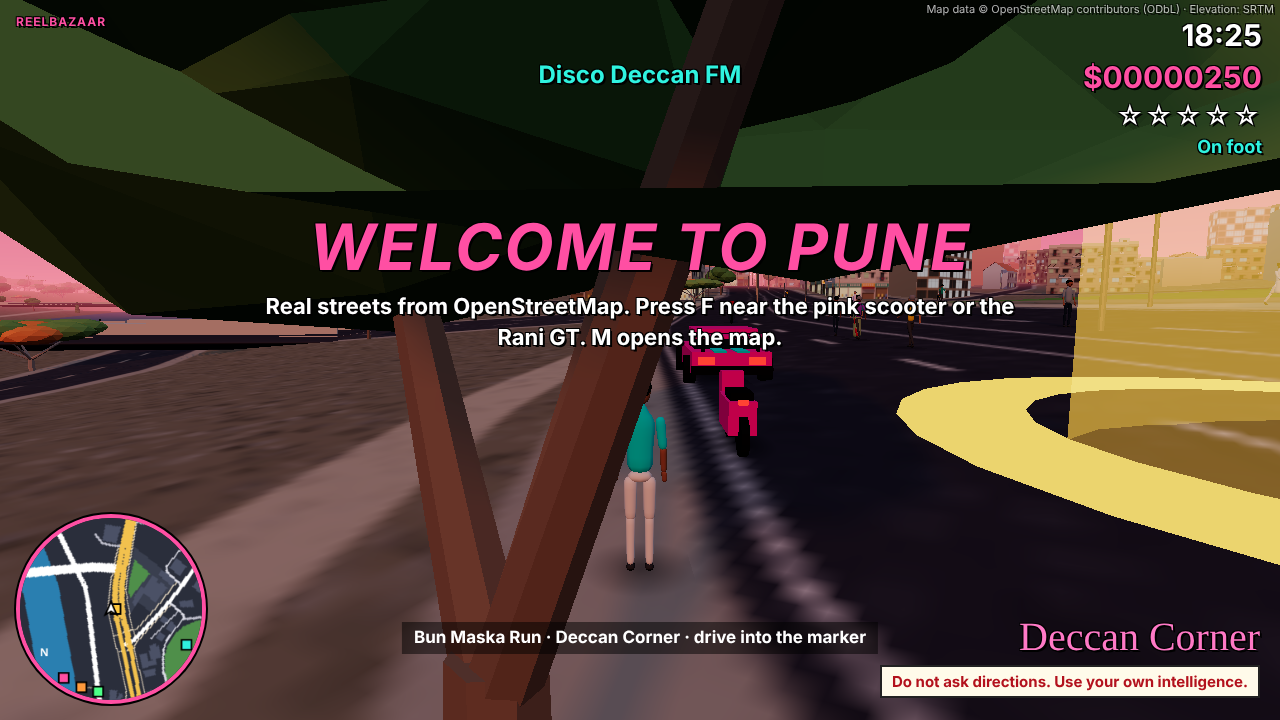 REELBAZAAR
Map data © OpenStreetMap contributors (ODbL) · Elevation: SRTM
18:25
Disco Deccan FM
$00000250
☆☆☆☆☆
On foot
WELCOME TO PUNE
Real streets from OpenStreetMap. Press F near the pink scooter or the
Rani GT. M opens the map.
N
Bun Maska Run · Deccan Corner · drive into the marker
Deccan Corner
Do not ask directions. Use your own intelligence.